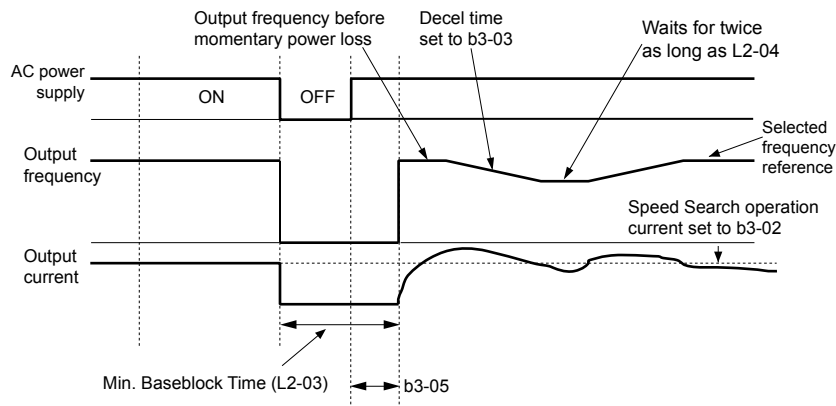 Output frequency before
momentary power loss
Decel time
set to b3-03
Waits for twice
as long as L2-04
AC power
supply
ON
OFF
Output
frequency
Selected
frequency
reference
Speed Search operation
current set to b3-02
Output
current
Min. Baseblock Time (L2-03)
b3-05